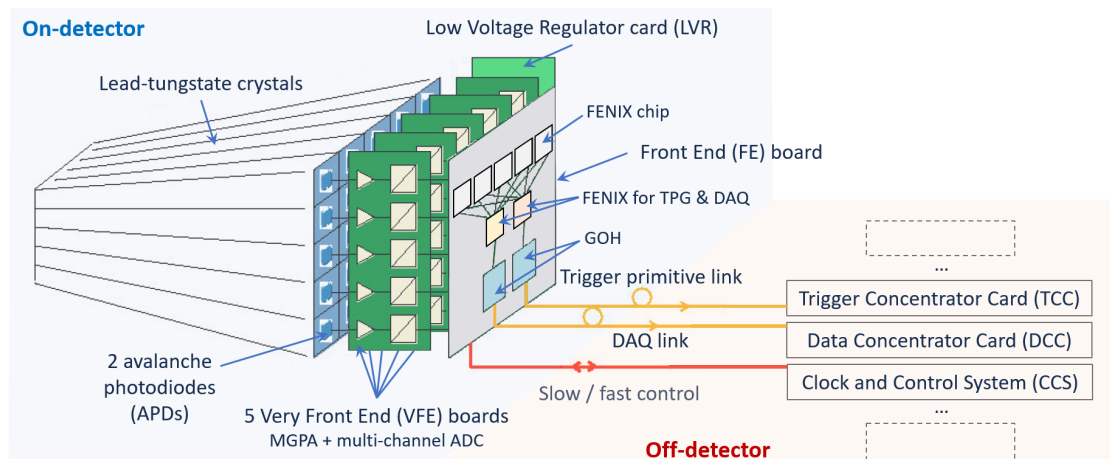 On-detector
Low Voltage Regulator card (LVR)
Lead-tungstate crystals
FENIX chip
Front End (FE) board
FENIX for TPG & DAQ
GOH
Trigger primitive link
...
Trigger Concentrator Card (TCC)
DAQ link
Data Concentrator Card (DCC)
2 avalanche
photodiodes
(APDs)
Slow / fast control
Clock and Control System (CCS)
...
5 Very Front End (VFE) boards
MGPA + multi-channel ADC
Off-detector